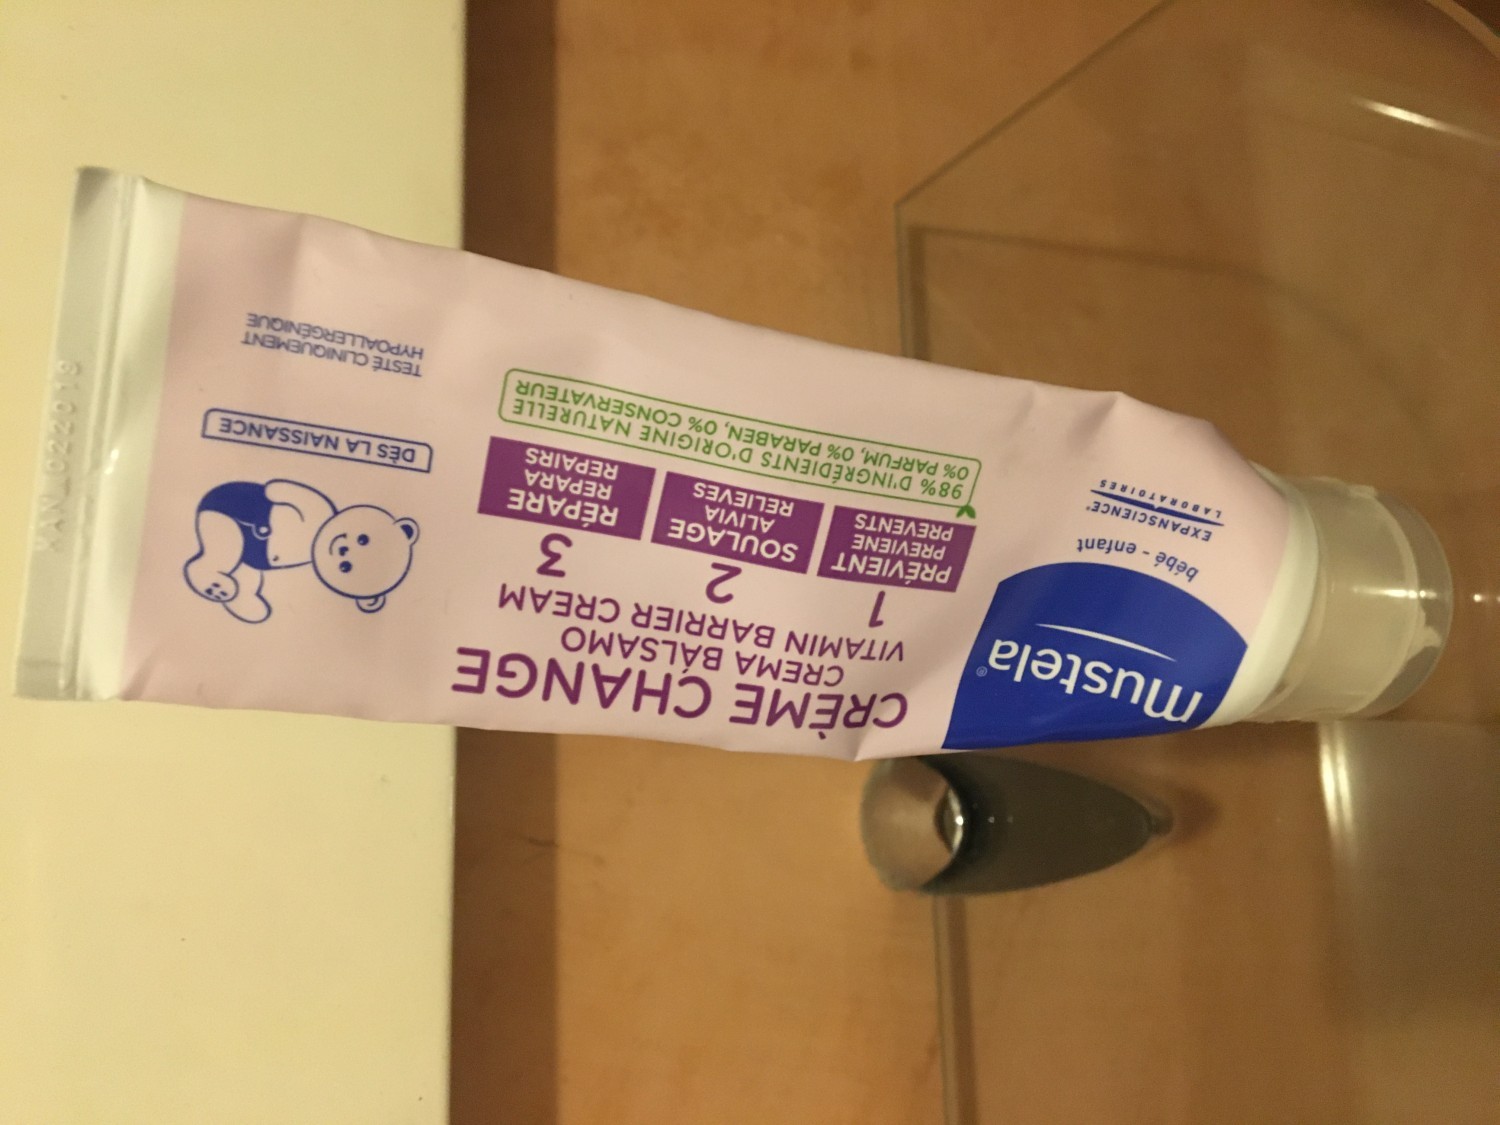 mustela®
bébé - enfant
EXPANSCIENCE®
LABORATOIRES
CRÈME CHANGE
CREMA BÁLSAMO
VITAMIN BARRIER CREAM
1
PRÉVIENT
PREVIENE
PREVENTS
2
SOULAGE
ALIVIA
RELIEVES
3
RÉPARE
REPARA
REPAIRS
98% D'INGRÉDIENTS D'ORIGINE NATURELLE
0% PARFUM, 0% PARABEN, 0% CONSERVATEUR
DÈS LA NAISSANCE
TESTÉ CLINIQUEMENT
HYPOALLERGÉNIQUE